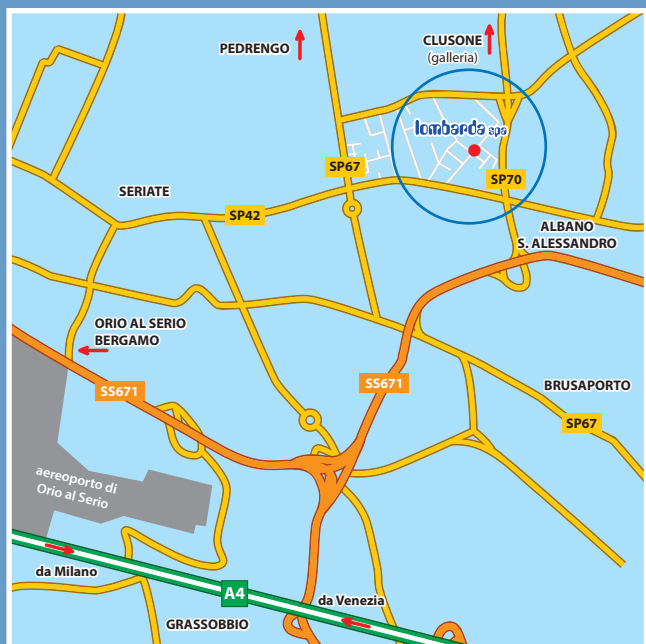 PEDRENGO
CLUSONE
(galleria)
lombarda spa
SP67
SP70
SERIATE
SP42
ALBANO
S. ALESSANDRO
ORIO AL SERIO
BERGAMO
SS671
SS671
BRUSAPORTO
SP67
aereoporto di
Orio al Serio
da Milano
A4
da Venezia
GRASSOBBIO